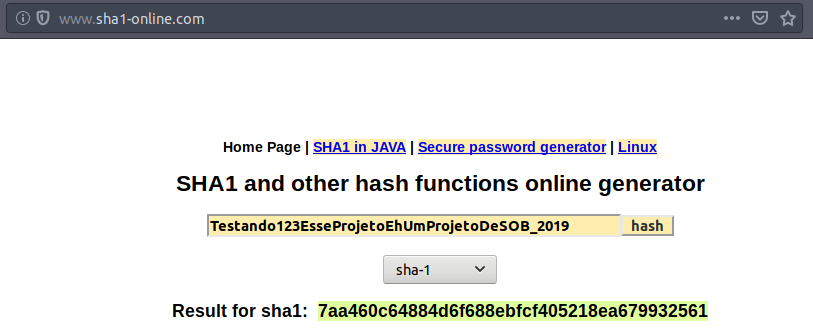 www.sha1-online.com
Home Page | SHA1 in JAVA | Secure password generator | Linux
SHA1 and other hash functions online generator
Testando123EsseProjetoEhUmProjetoDeSOB_2019 hash
sha-1
Result for sha1: 7aa460c64884d6f688ebfcf405218ea679932561